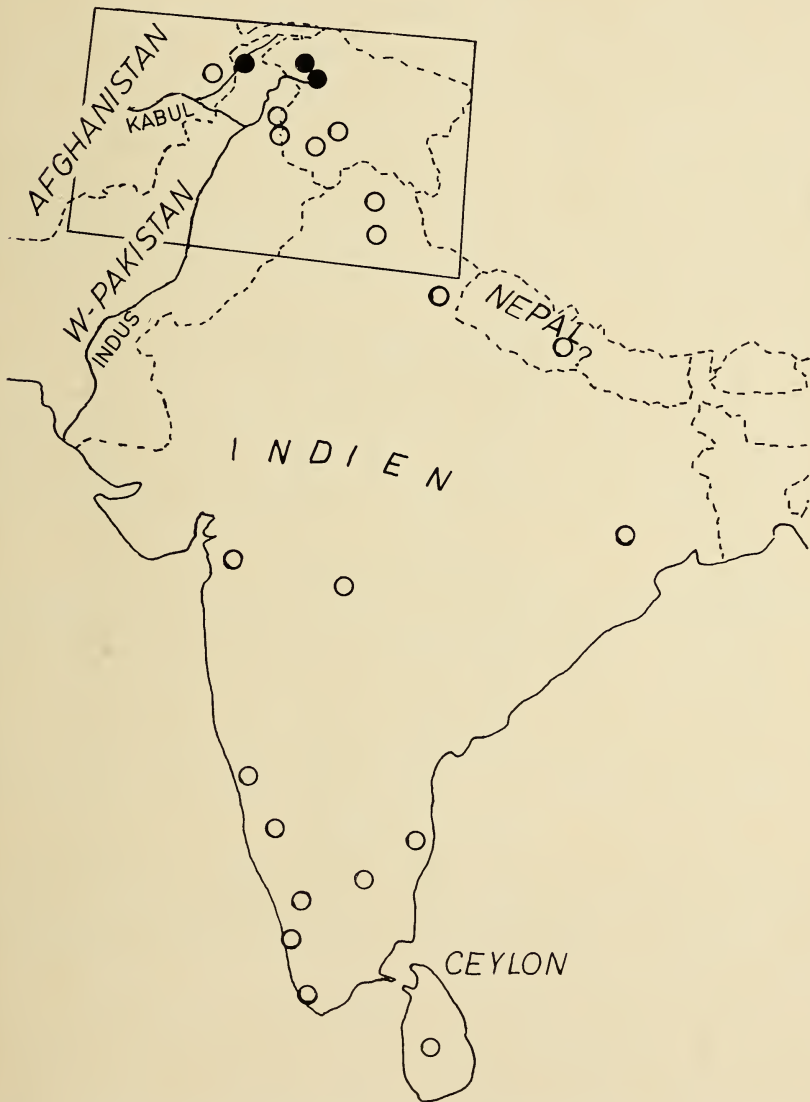 AFGHANISTAN
KABUL
W-PAKISTAN
INDUS
NEPAL
?
INDIEN
CEYLON